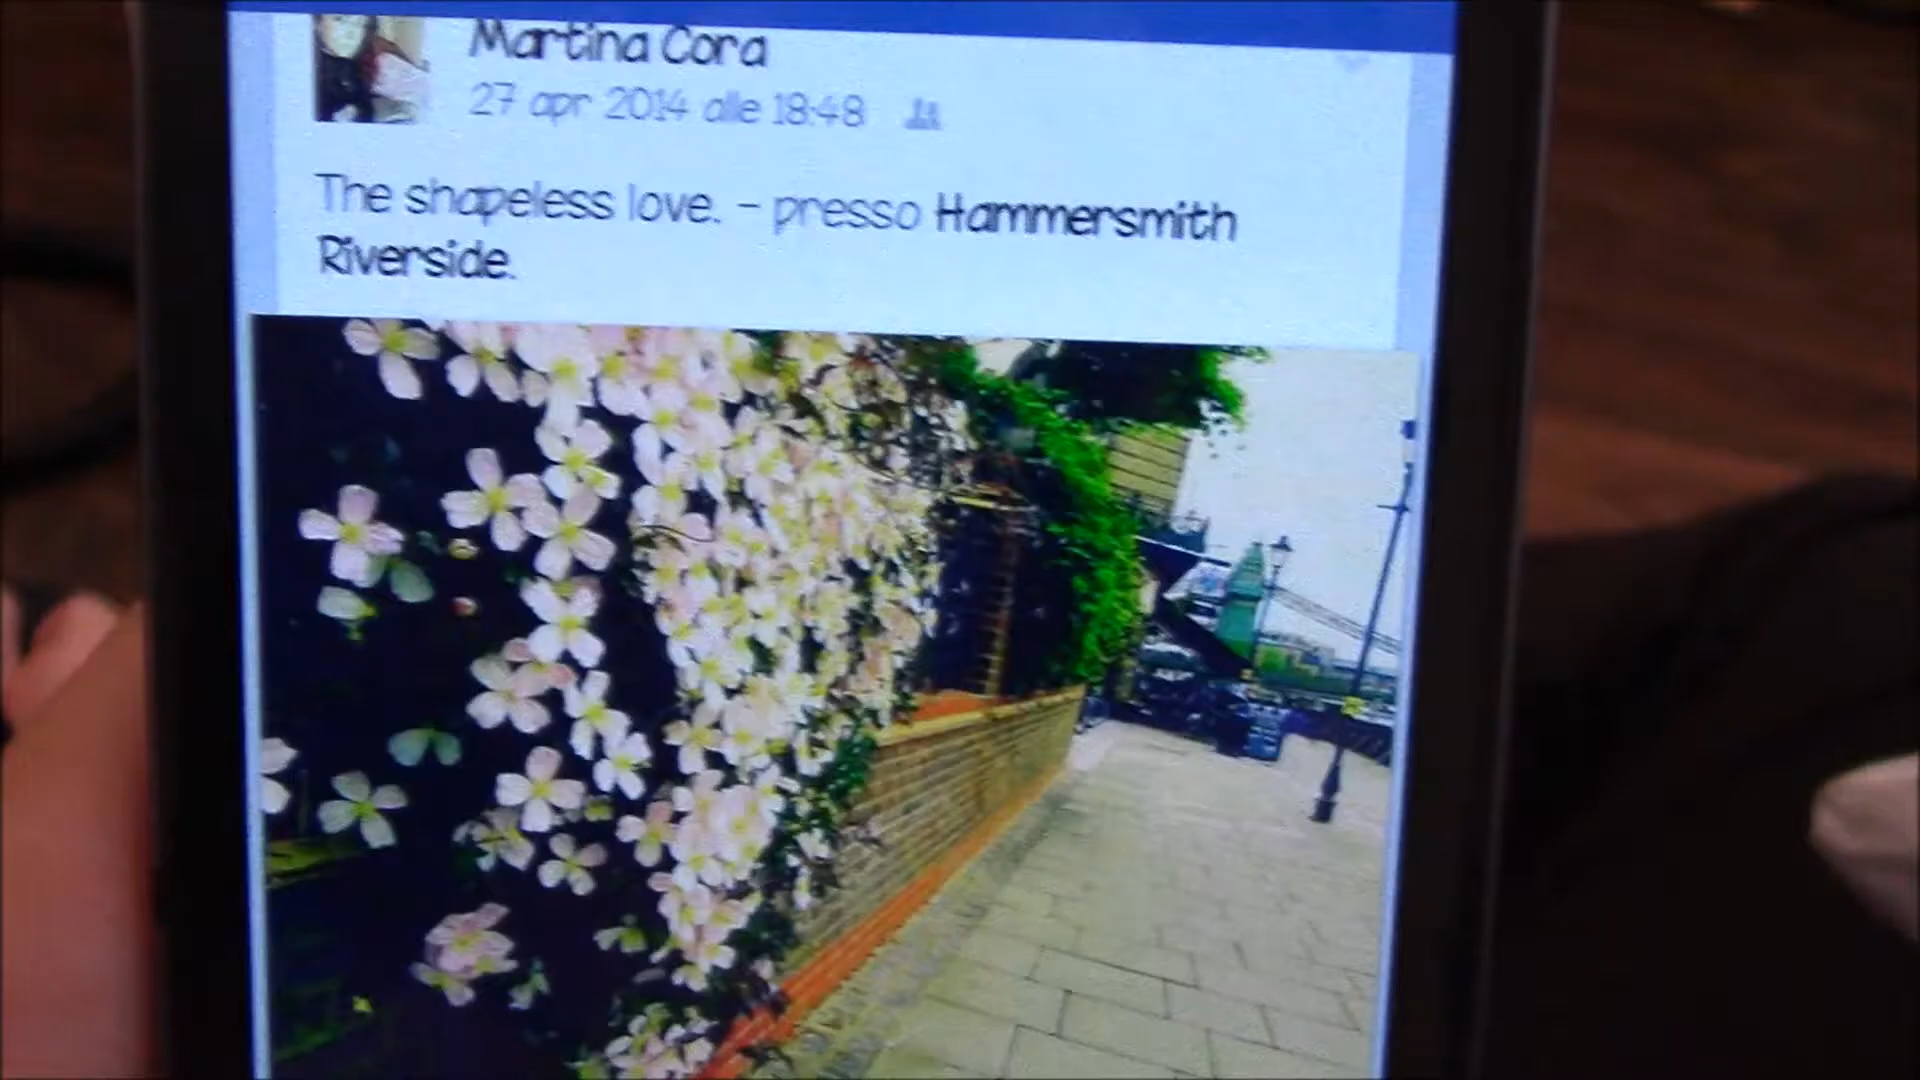 Martina Cora
27 apr 2014 alle 18:48
The shapeless love. - presso Hammersmith
Riverside.